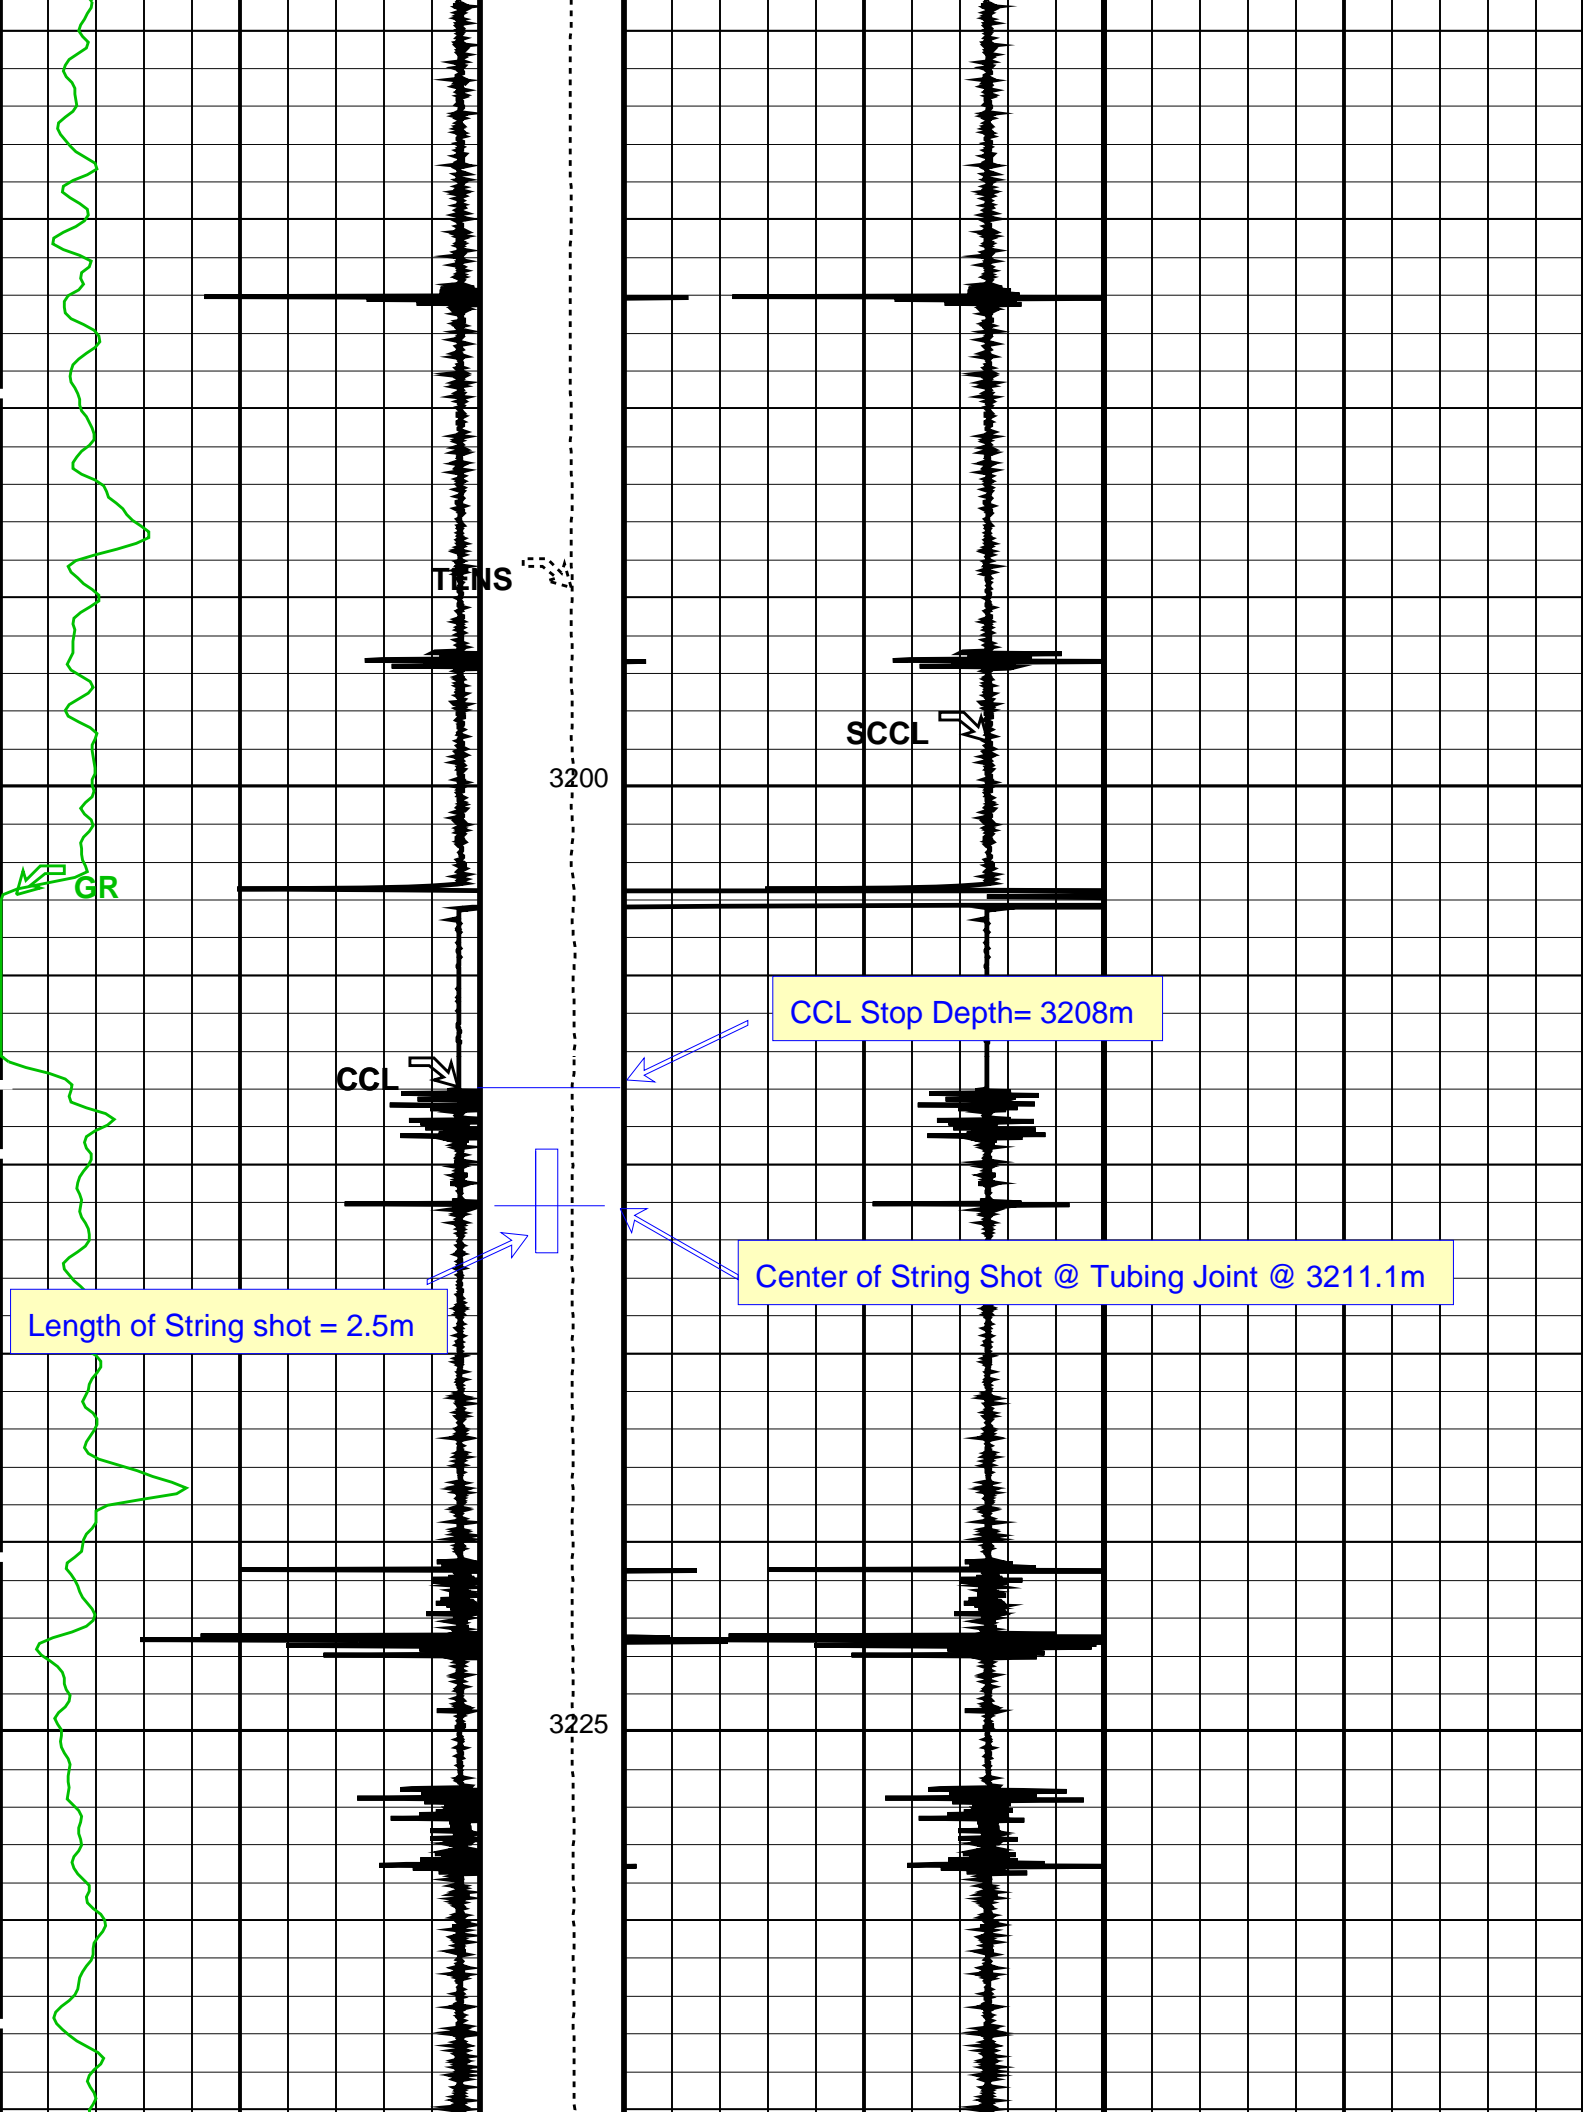 TENS
SCCL
3200
GR
CCL Stop Depth= 3208m
CCL
Center of String Shot @ Tubing Joint @ 3211.1m
Length of String shot = 2.5m
3225